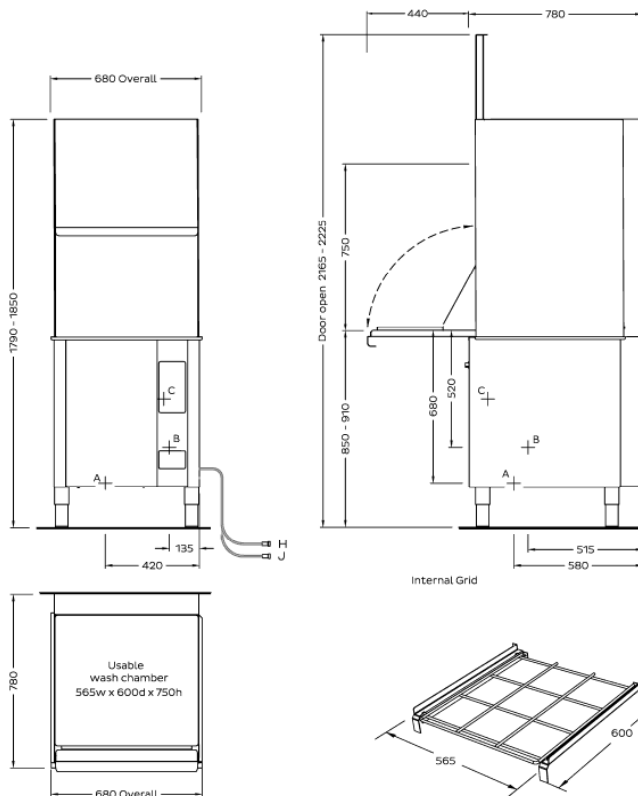 440
780
680 Overall
Door open 2165 - 2225
1790 - 1850
750
C
B
A
850 - 910
680
520
C
B
A
H
J
135
420
515
580
Internal Grid
780
Usable
wash chamber
565w x 600d x 750h
680 Overall
565
600